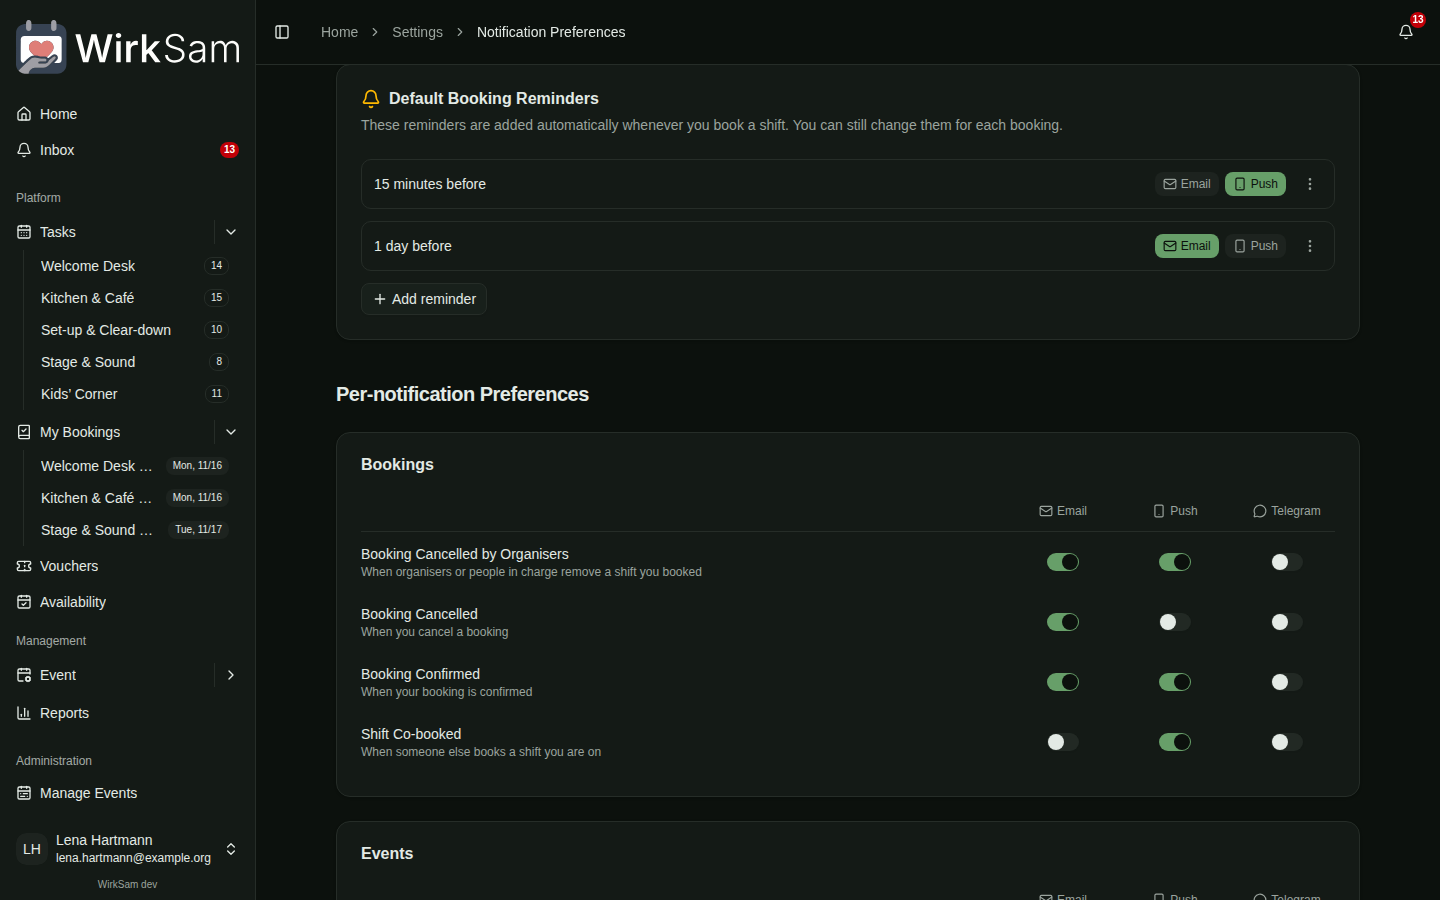 WirkSam
Home
Inbox
13
Platform
Tasks
Welcome Desk
14
Kitchen & Café
15
Set-up & Clear-down
10
Stage & Sound
8
Kids' Corner
11
My Bookings
Welcome Desk ...
Mon, 11/16
Kitchen & Café ...
Mon, 11/16
Stage & Sound ...
Tue, 11/17
Vouchers
Availability
Management
Event
Reports
Administration
Manage Events
LH
Lena Hartmann
lena.hartmann@example.org
WirkSam dev
Home
Settings
Notification Preferences
13
Default Booking Reminders
These reminders are added automatically whenever you book a shift. You can still change them for each booking.
15 minutes before
Email
Push
1 day before
Email
Push
Add reminder
Per-notification Preferences
Bookings
Email
Push
Telegram
Booking Cancelled by Organisers
When organisers or people in charge remove a shift you booked
Booking Cancelled
When you cancel a booking
Booking Confirmed
When your booking is confirmed
Shift Co-booked
When someone else books a shift you are on
Events
Email
Push
Telegram